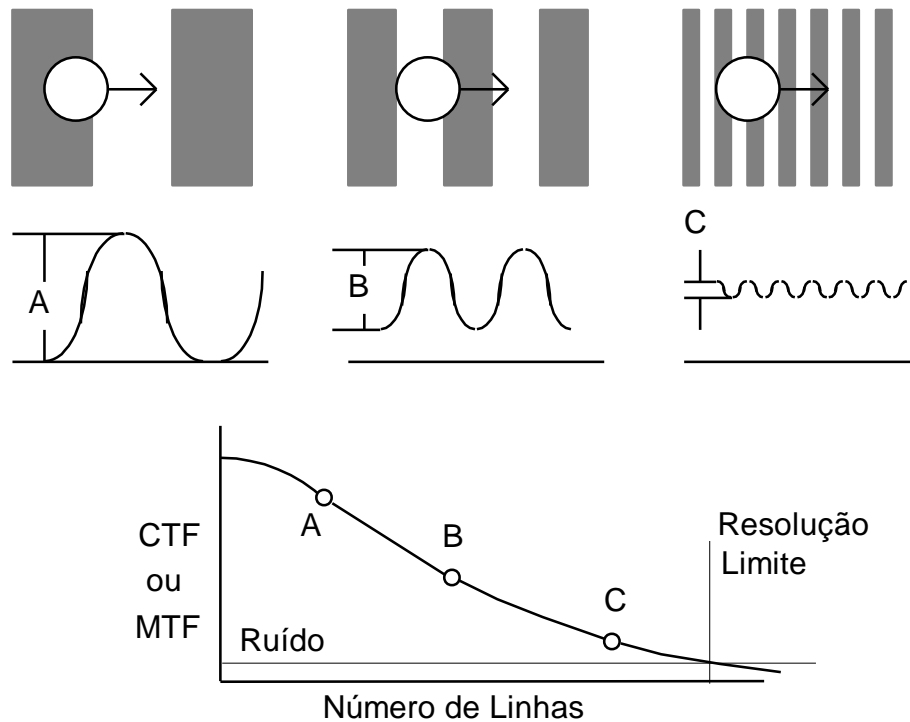 C
A
B
CTF
ou
MTF
A
B
C
Resolução
Limite
Ruído
Número de Linhas